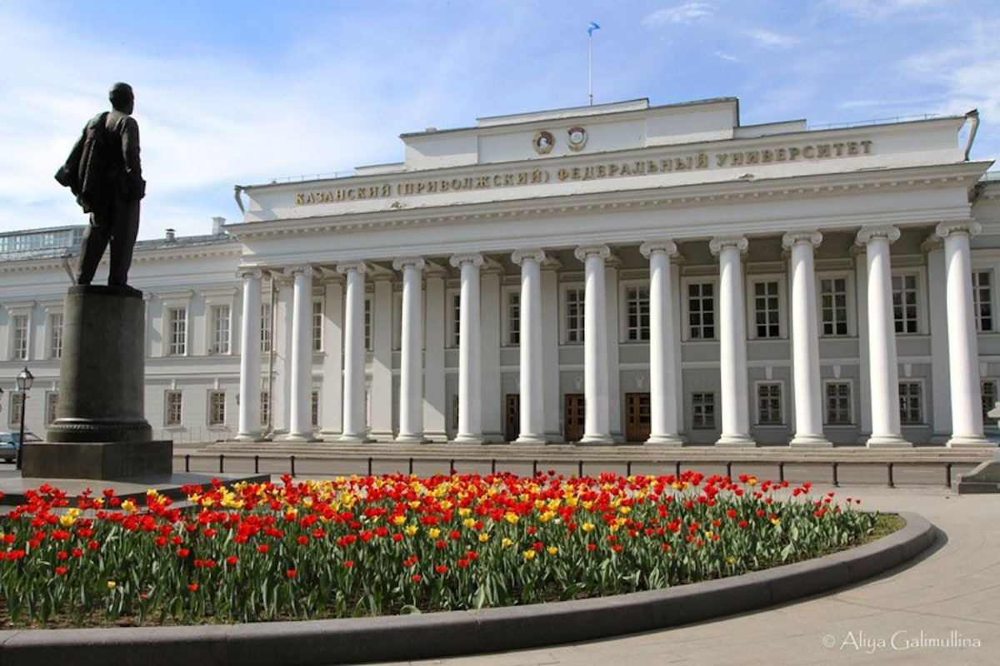 КАЗАНСКИЙ (ПРИВОЛЖСКИЙ) ФЕДЕРАЛЬНЫЙ УНИВЕРСИТЕТ
© Aliya Galimullina